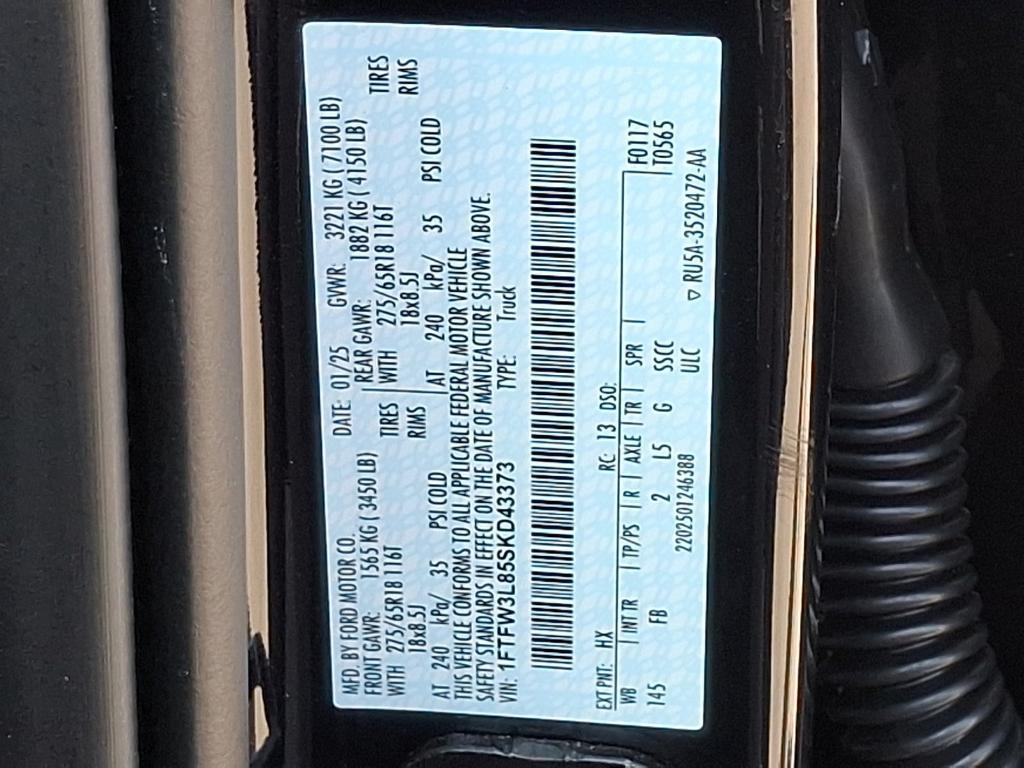 MFD. BY FORD MOTOR CO. DATE: 01/25 GVWR: 3221 KG ( 7100 LB)
FRONT GAWR: 1565 KG ( 3450 LB) REAR GAWR: 1882 KG ( 4150 LB)
WITH 275/65R18 116T TIRES WITH 275/65R18 116T TIRES
18x8.5J RIMS 18x8.5J RIMS
AT 240 kPa/ 35 PSI COLD AT 240 kPa/ 35 PSI COLD
THIS VEHICLE CONFORMS TO ALL APPLICABLE FEDERAL MOTOR VEHICLE
SAFETY STANDARDS IN EFFECT ON THE DATE OF MANUFACTURE SHOWN ABOVE.
VIN: 1FTFW3L85SKD43373 TYPE: Truck
EXT PNT: HX RC: 13 DSO: F0117
WB | INT TR | TP/PS | R | AXLE | TR | SPR | T0565
145 FB 2 L5 G SSCC
2202501246388 ULC ▽ RU5A-3520472-AA